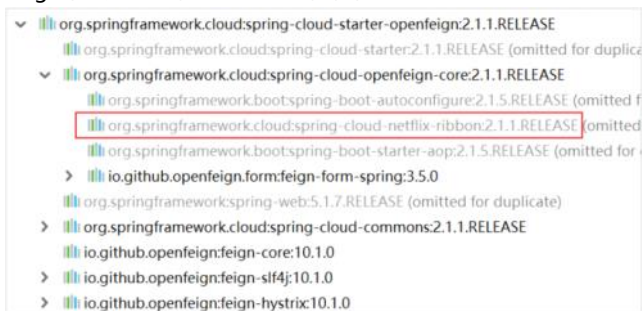 org.springframework.cloud:spring-cloud-starter-openfeign:2.1.1.RELEASE
org.springframework.cloud:spring-cloud-starter:2.1.1.RELEASE (omitted for duplica
org.springframework.cloud:spring-cloud-openfeign-core:2.1.1.RELEASE
org.springframework.boot:spring-boot-autoconfigure:2.1.5.RELEASE (omitted f
org.springframework.cloud:spring-cloud-netflix-ribbon:2.1.1.RELEASE (omitted
org.springframework.boot:spring-boot-starter-aop:2.1.5.RELEASE (omitted for
io.github.openfeign.form:feign-form-spring:3.5.0
org.springframework:spring-web:5.1.7.RELEASE (omitted for duplicate)
org.springframework.cloud:spring-cloud-commons:2.1.1.RELEASE
io.github.openfeign:feign-core:10.1.0
io.github.openfeign:feign-slf4j:10.1.0
io.github.openfeign:feign-hystrix:10.1.0